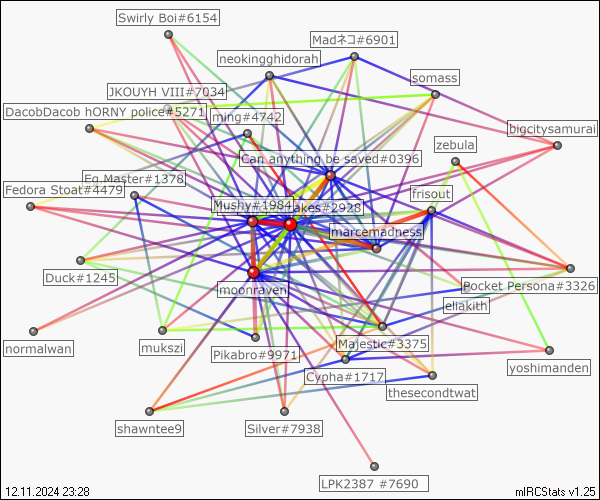 Swirly Boi#6154
Madネコ#6901
neokingghidorah
somass
JKOUYH VIII#7034
DacobDacob hORNY police#5271
ming#4742
bigcitysamurai
zebula
Can anything be saved#0396
Fedora Stoat#4479
Eg Master#1378
frisout
Mushy#1984
akes#2928
marcemadness
Duck#1245
moonraven
Pocket Persona#3326
eliakith
normalwan
mukszi
Pikabro#9971
Majestic#3375
yoshimanden
Cypha#1717
thesecondtwat
shawntee9
Silver#7938
LPK2387 #7690
12.11.2024 23:28
mIRCStats v1.25